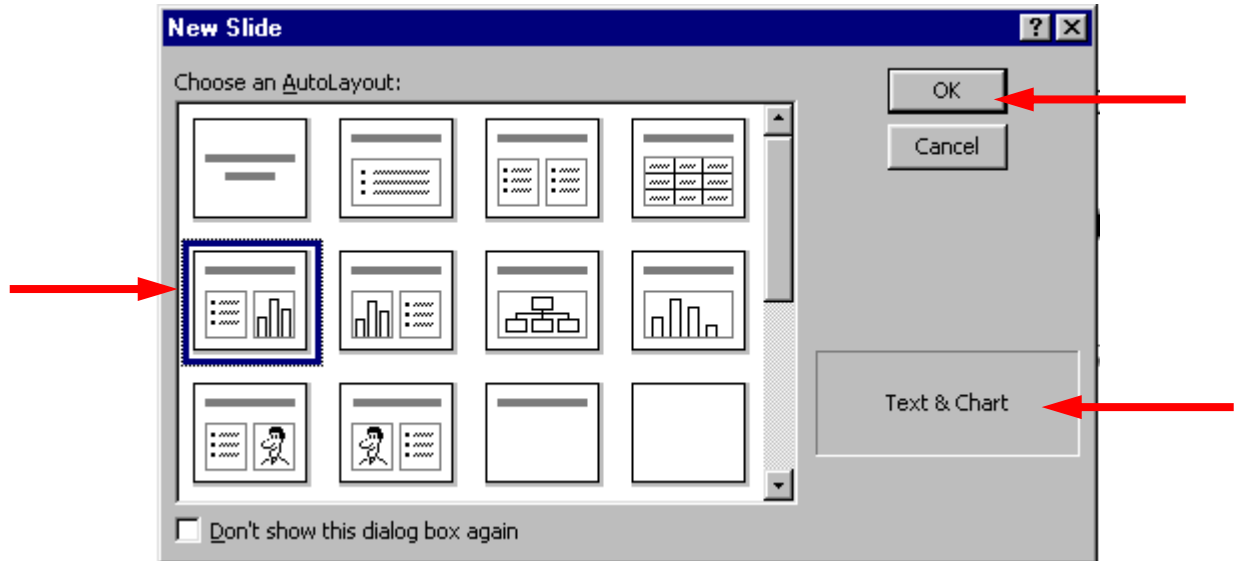 New Slide
Choose an AutoLayout:
OK
Cancel
Text & Chart
Don't show this dialog box again